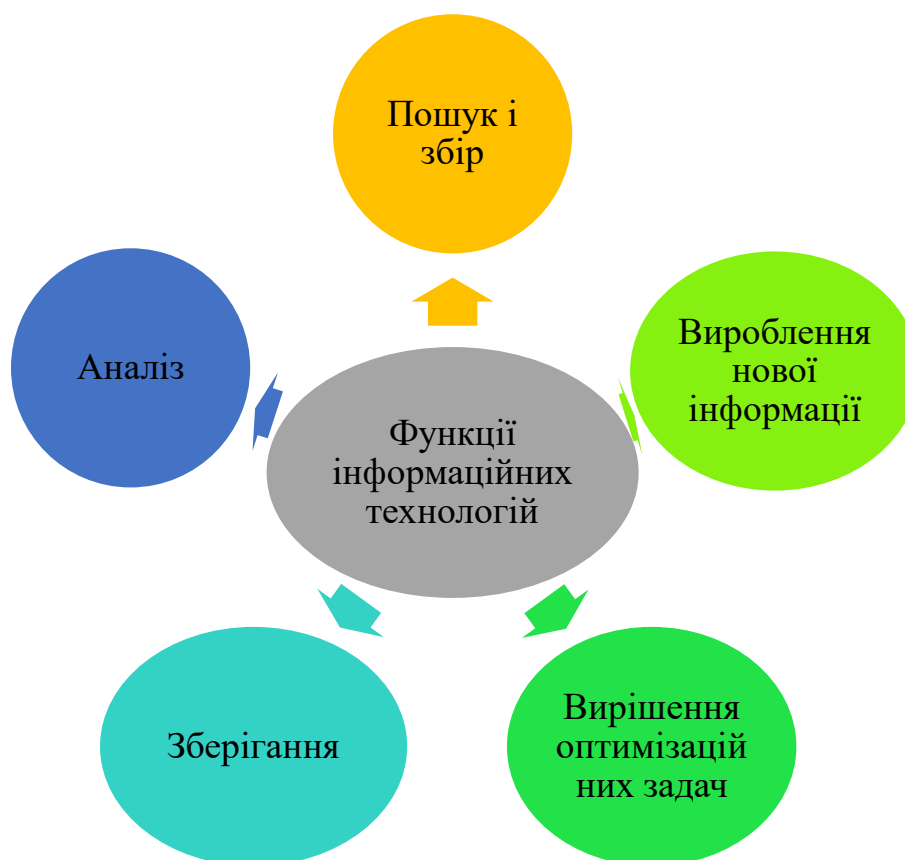 Пошук і
збір
Вироблення
нової
інформації
Аналіз
Функції
інформаційних
технологій
Вирішення
оптимізацій
них задач
Зберігання